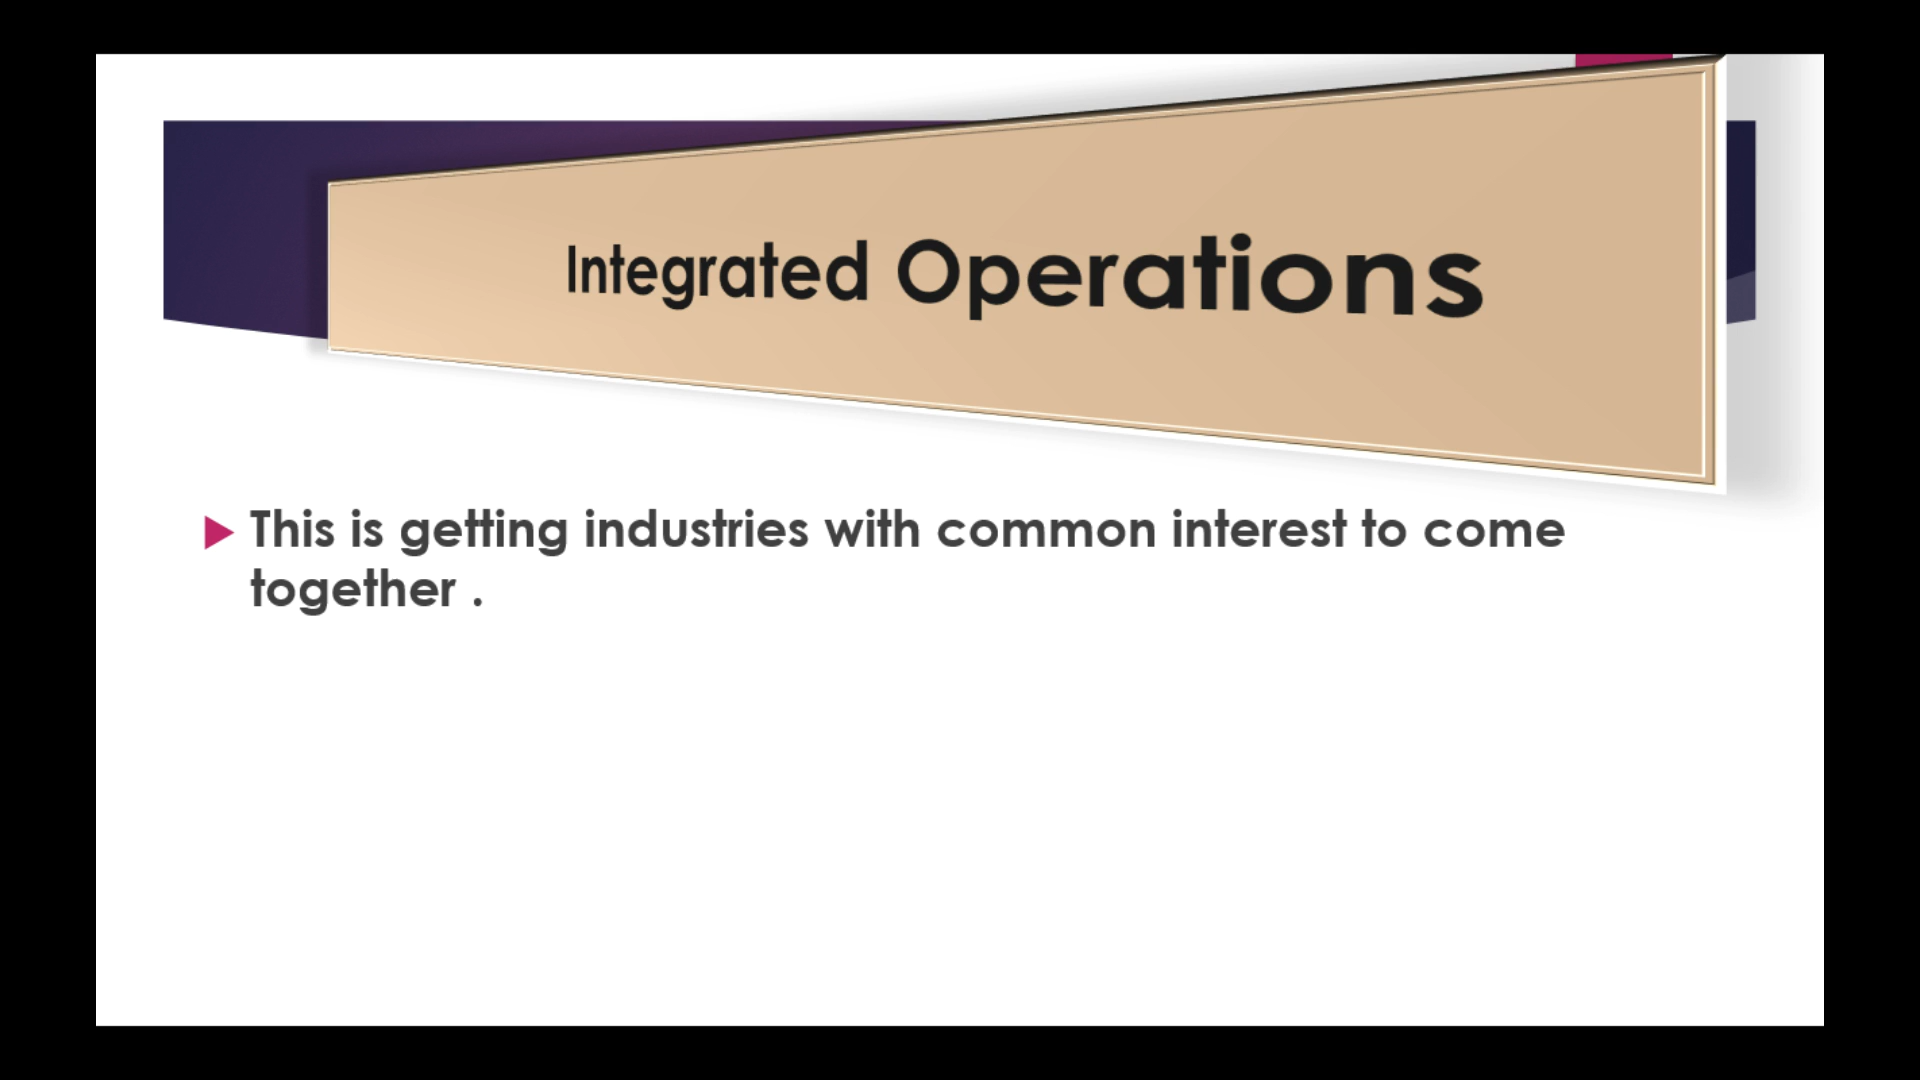 Integrated Operations
This is getting industries with common interest to come
together .